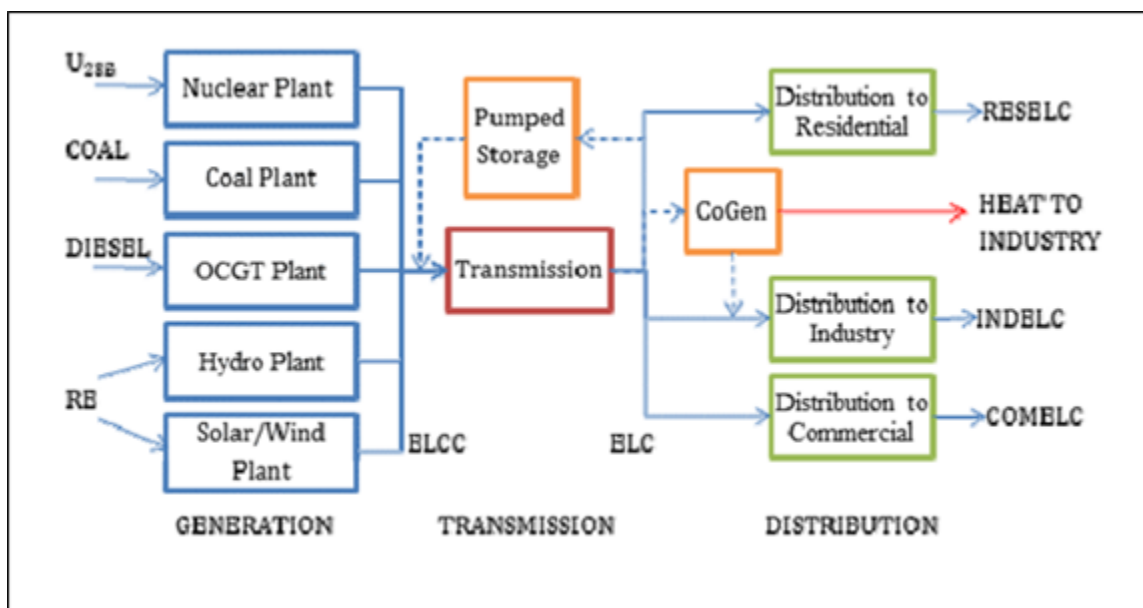 U₂₃₈
Nuclear Plant
COAL
Coal Plant
DIESEL
OCGT Plant
Hydro Plant
RE
Solar/Wind
Plant
ELCC
GENERATION
Pumped
Storage
Transmission
ELC
TRANSMISSION
Distribution to
Residential
RESELC
CoGen
HEAT TO
INDUSTRY
Distribution to
Industry
INDELC
Distribution to
Commercial
COMELC
DISTRIBUTION